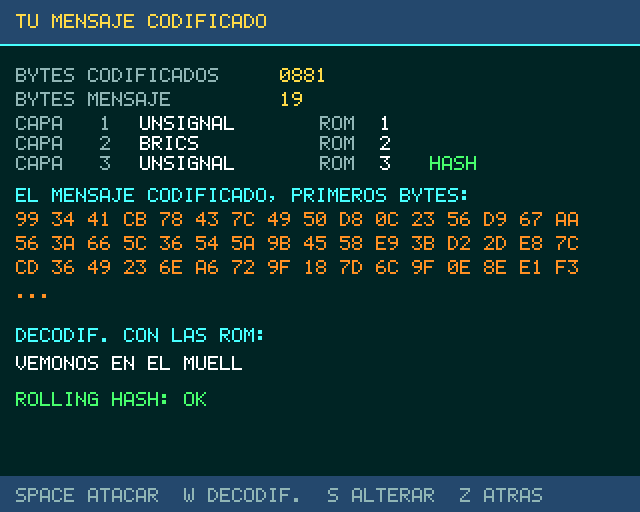 TU MENSAJE CODIFICADO
BYTES CODIFICADOS 0881
BYTES MENSAJE 19
CAPA 1 UNSIGNAL ROM 1
CAPA 2 BRICS ROM 2
CAPA 3 UNSIGNAL ROM 3 HASH
EL MENSAJE CODIFICADO, PRIMEROS BYTES:
99 34 41 CB 78 43 7C 49 50 D8 0C 23 56 D9 67 AA
56 3A 66 5C 36 54 5A 9B 45 58 E9 3B D2 2D E8 7C
CD 36 49 23 6E A6 72 9F 18 7D 6C 9F 0E 8E E1 F3
...
DECODIF. CON LAS ROM:
VEMONOS EN EL MUELL
ROLLING HASH: OK
SPACE ATACAR W DECODIF. S ALTERAR Z ATRAS